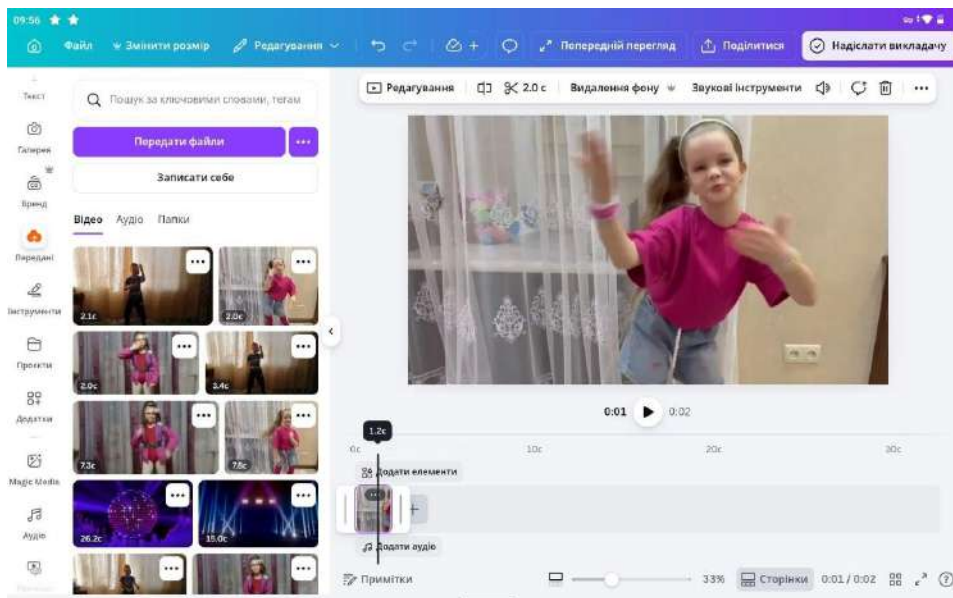 09:56
Файл
Змінити розмір
Редагування
Попередній перегляд
Поділитися
Надіслати викладачу
Текст
Галерея
Бренд
Передані
Інструменти
Проєкти
Додатки
Magic Media
Аудіо
Пошук за ключовими словами, тегам
Передати файли
Записати себе
Відео Аудіо Папки
2.1с
2.0с
2.0с
3.4с
7.3с
7.6с
26.2с
15.0с
Редагування
2.0 с
Видалення фону
Звукові інструменти
0:01
0:02
1.2с
0с 10с 20с 30с
Додати елементи
Додати аудіо
Примітки
33%
Сторінки
0:01 / 0:02